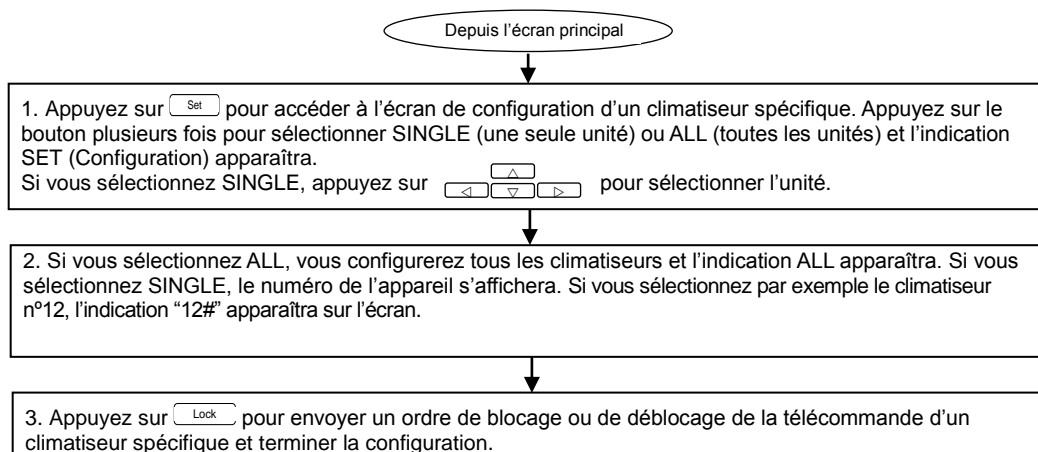 Depuis l’écran principal
1. Appuyez sur Set pour accéder à l’écran de configuration d’un climatiseur spécifique. Appuyez sur le
bouton plusieurs fois pour sélectionner SINGLE (une seule unité) ou ALL (toutes les unités) et l’indication
SET (Configuration) apparaîtra.
Si vous sélectionnez SINGLE, appuyez sur pour sélectionner l’unité.
2. Si vous sélectionnez ALL, vous configurerez tous les climatiseurs et l’indication ALL apparaîtra. Si vous
sélectionnez SINGLE, le numéro de l’appareil s’affichera. Si vous sélectionnez par exemple le climatiseur
nº12, l’indication “12#” apparaîtra sur l’écran.
3. Appuyez sur Lock pour envoyer un ordre de blocage ou de déblocage de la télécommande d’un
climatiseur spécifique et terminer la configuration.